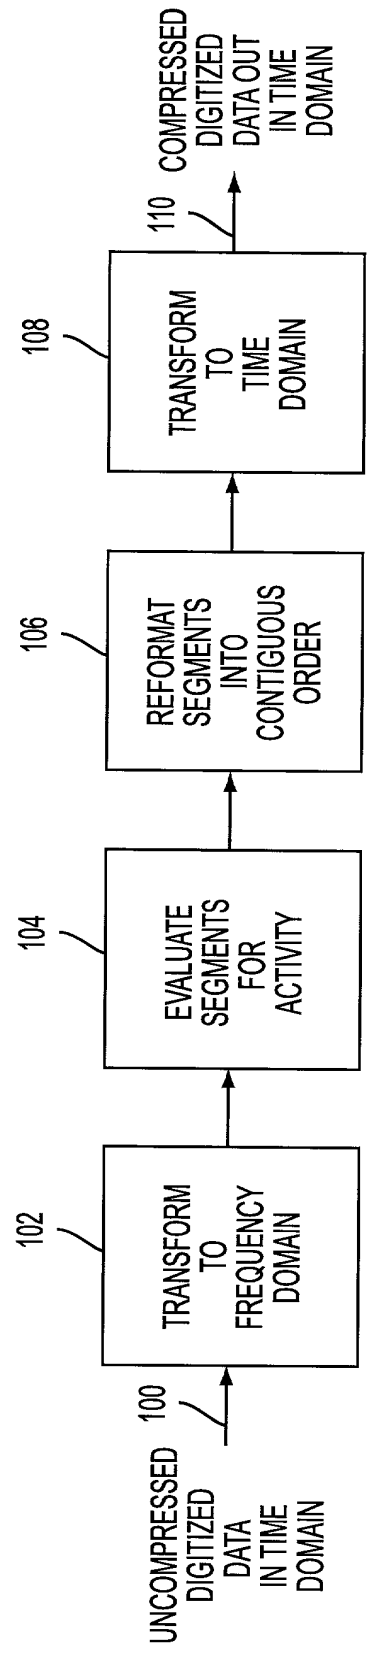 UNCOMPRESSED
DIGITIZED
DATA
IN TIME
DOMAIN
100
102
TRANSFORM
TO
FREQUENCY
DOMAIN
104
EVALUATE
SEGMENTS
FOR
ACTIVITY
106
REFORMAT
SEGMENTS
INTO
CONTIGUOUS
ORDER
108
TRANSFORM
TO
TIME
DOMAIN
110
COMPRESSED
DIGITIZED
DATA OUT
IN TIME
DOMAIN